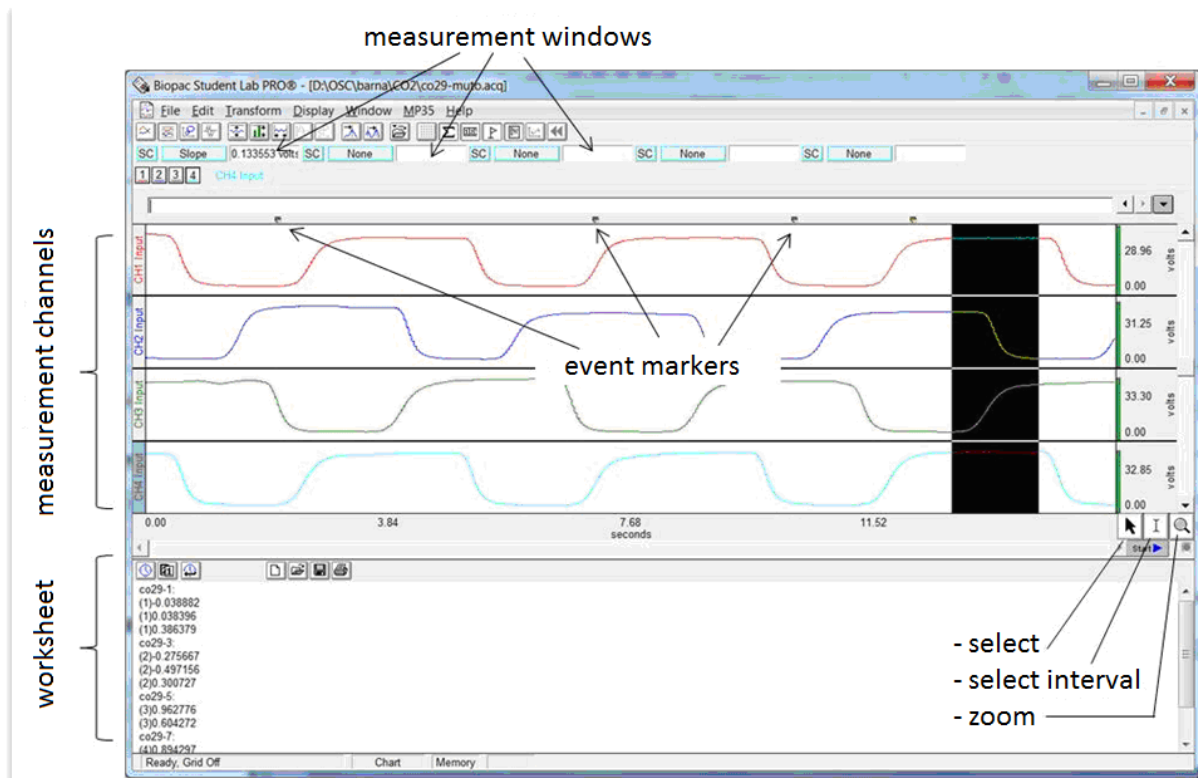 measurement windows
Biopac Student Lab PRO® - [D:\OSC\barna\CO2\co29-muto.acq]
File Edit Transform Display Window MP35 Help
SC Slope 0.133553 volts SC None SC None SC None SC None
1 2 3 4 CH4 Input
measurement channels
CH1 Input
28.96
0.00
volts
CH2 Input
31.25
0.00
volts
event markers
CH3 Input
33.30
0.00
volts
CH4 Input
32.85
0.00
volts
0.00 3.84 7.68 11.52
seconds
Start
worksheet
co29-1:
(1)-0.038882
(1)0.038396
(1)0.386379
co29-3:
(2)-0.275667
(2)-0.497156
(2)0.300727
co29-5:
(3)0.962776
(3)0.604272
co29-7:
(4)0.894297
- select
- select interval
- zoom
Ready, Grid Off Chart Memory